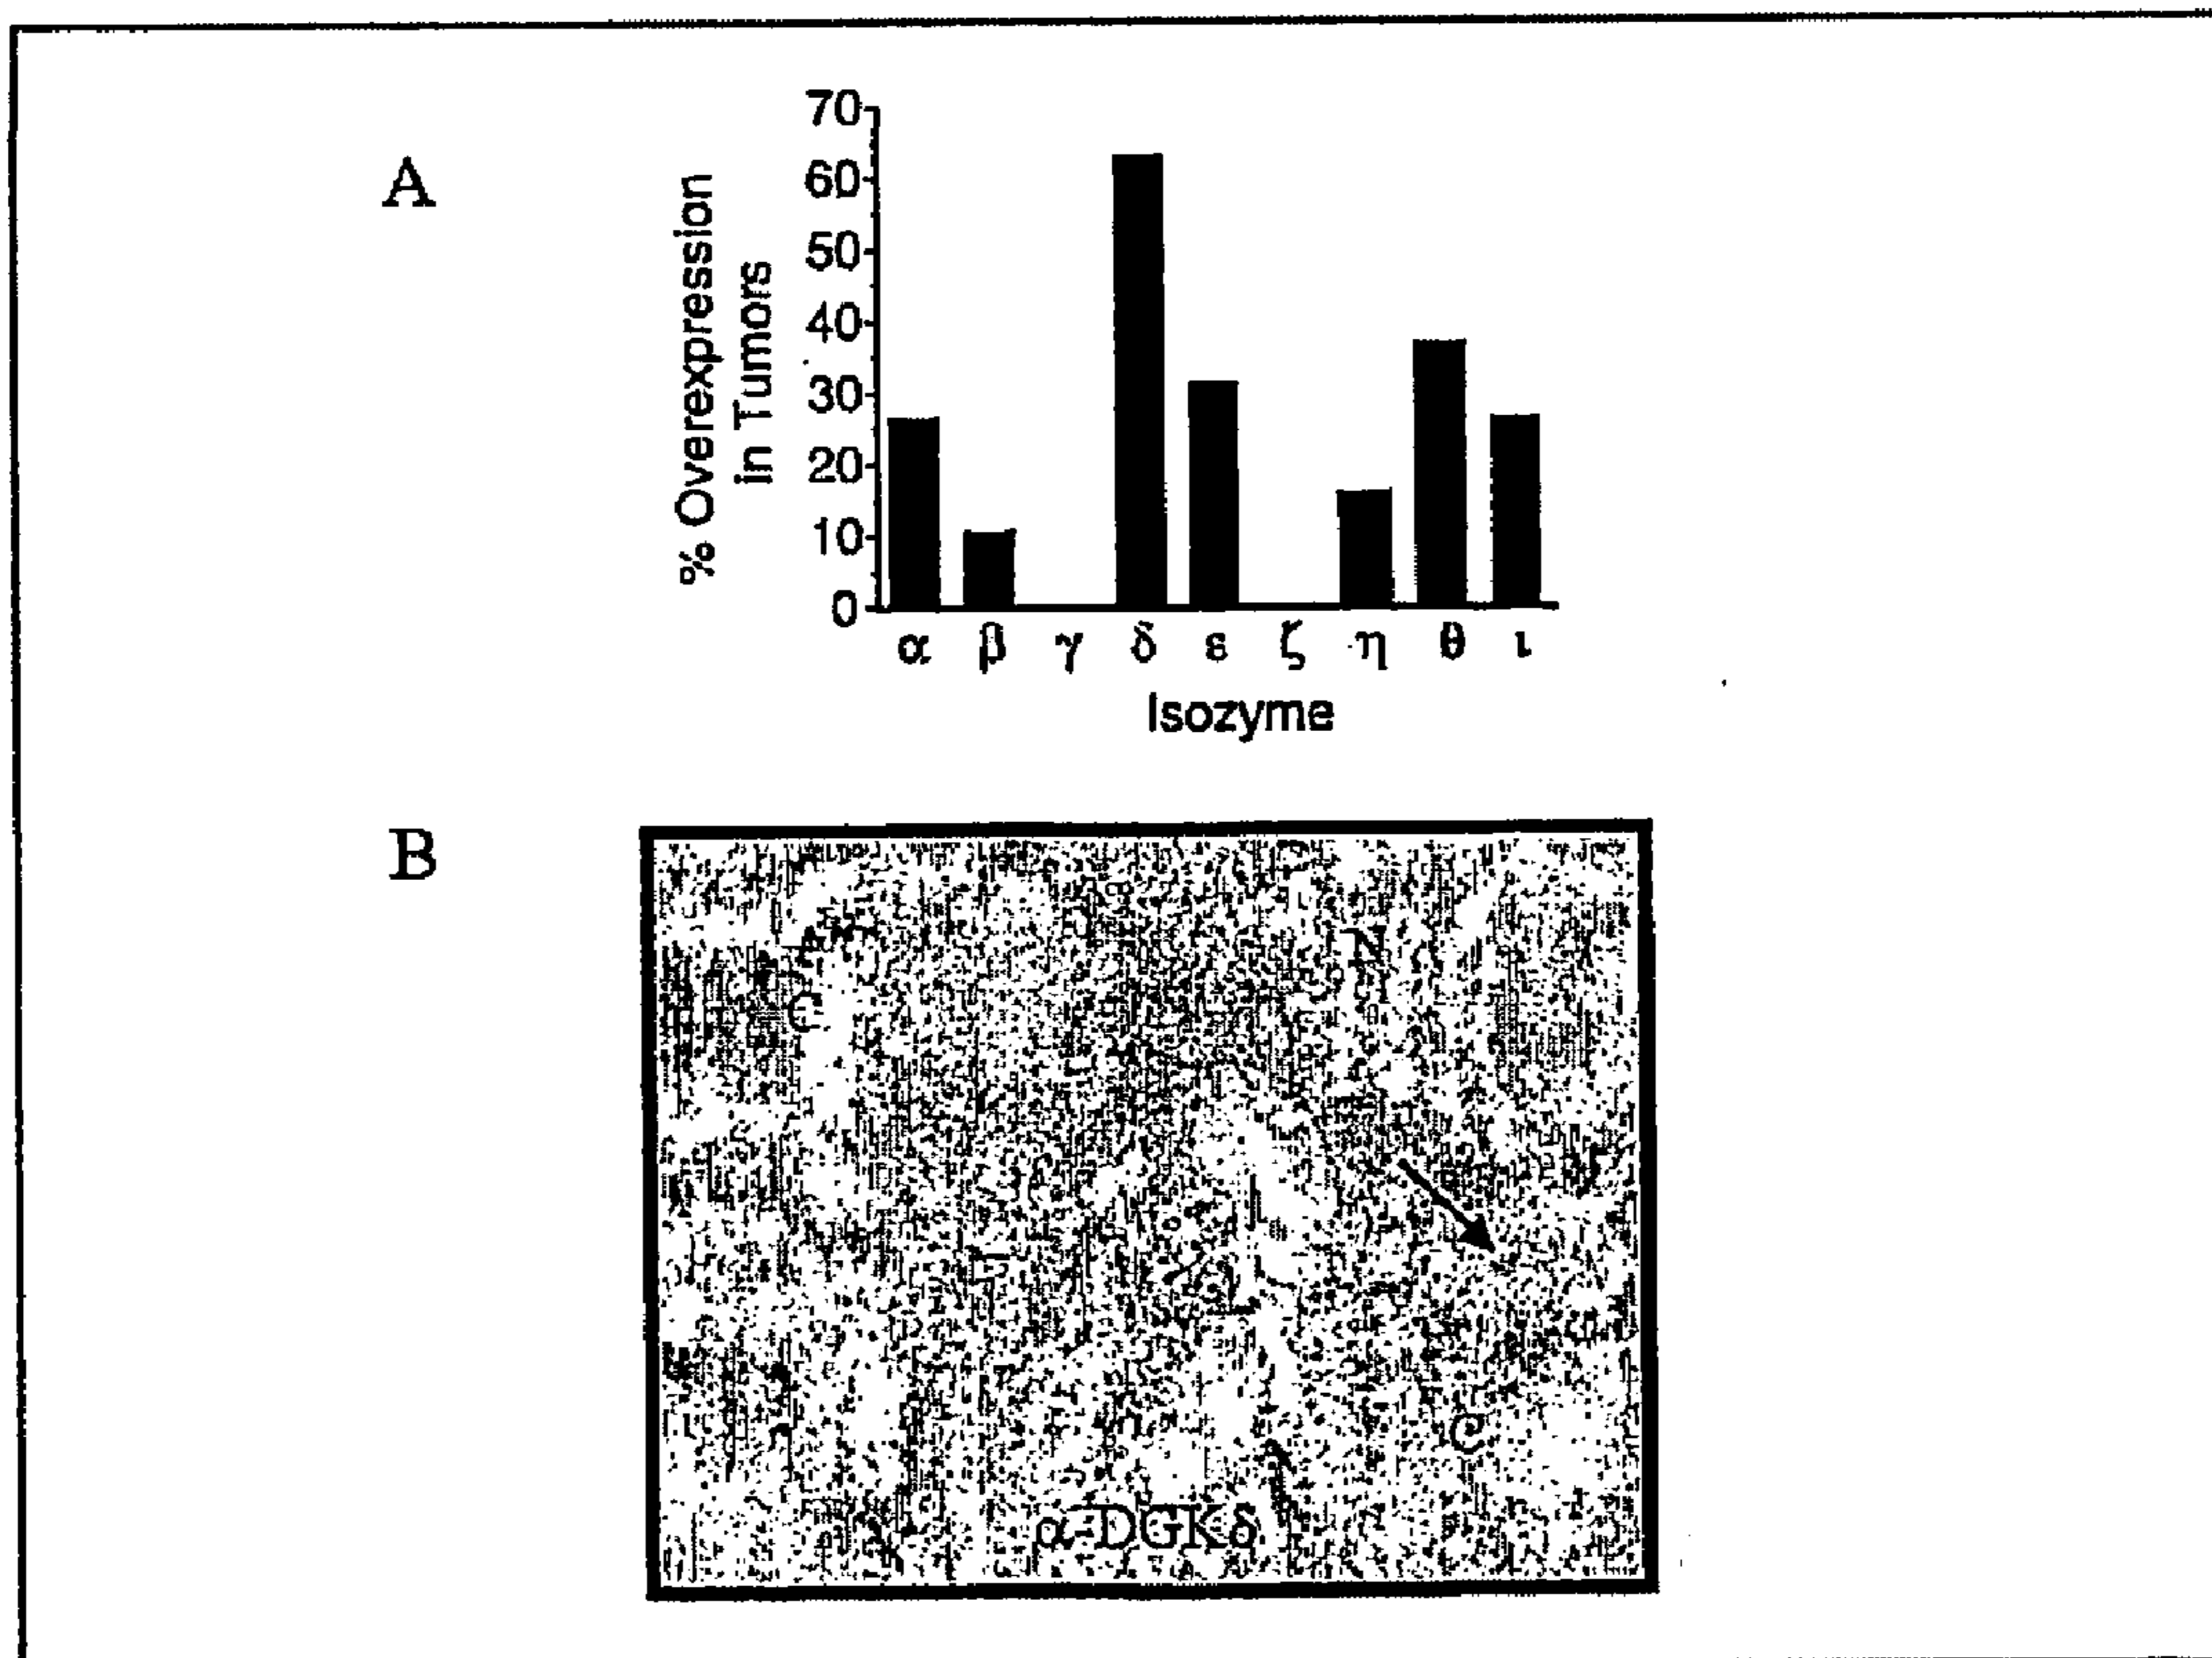 A
% Overexpression
in Tumors
70
60
50
40
30
20
10
0
α β γ δ ε ζ η θ ι
Isozyme
B
N
C
C
α-DGKδ